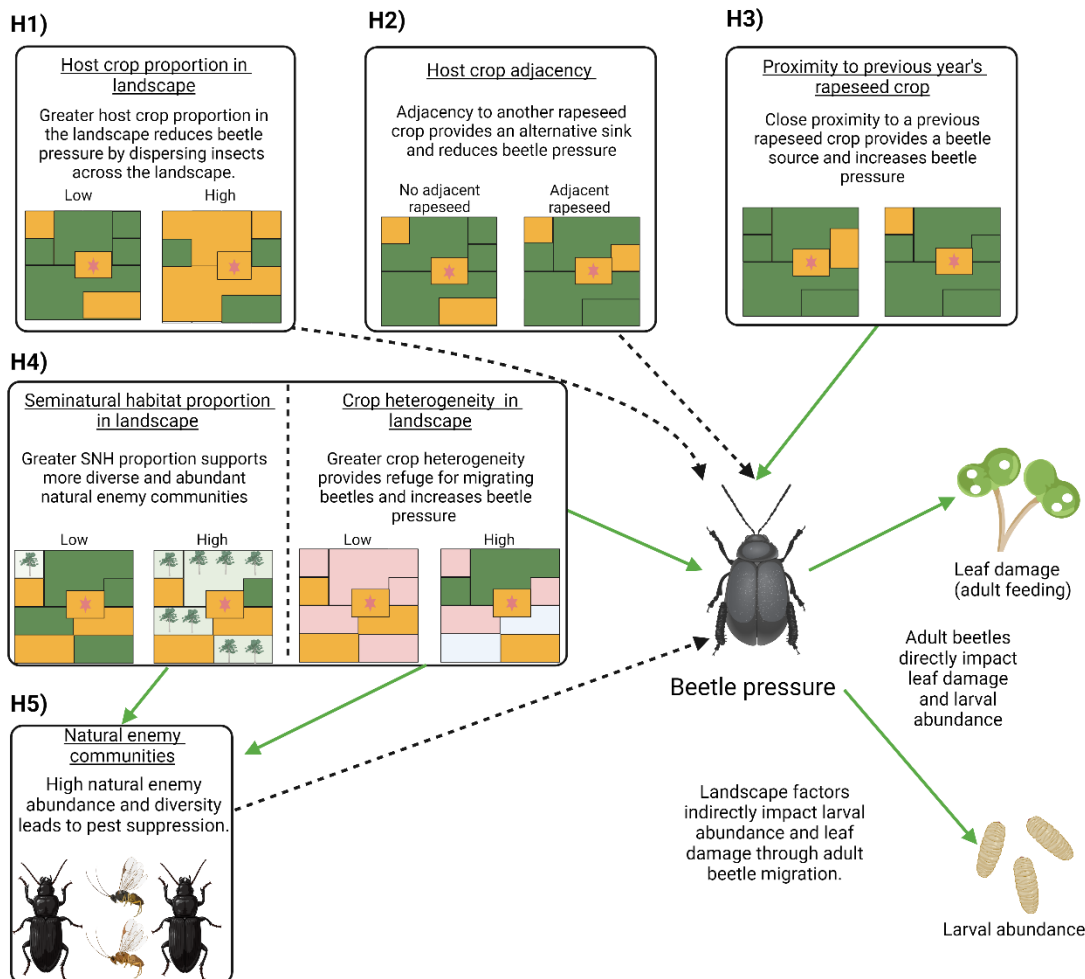 H1)
Host crop proportion in
landscape
Greater host crop proportion in
the landscape reduces beetle
pressure by dispersing insects
across the landscape.
Low
High
H2)
Host crop adjacency
Adjacency to another rapeseed
crop provides an alternative sink
and reduces beetle pressure
No adjacent
rapeseed
Adjacent
rapeseed
H3)
Proximity to previous year's
rapeseed crop
Close proximity to a previous
rapeseed crop provides a beetle
source and increases beetle
pressure
H4)
Seminatural habitat proportion
in landscape
Greater SNH proportion supports
more diverse and abundant
natural enemy communities
Low
High
Crop heterogeneity in
landscape
Greater crop heterogeneity
provides refuge for migrating
beetles and increases beetle
pressure
Low
High
H5)
Natural enemy
communities
High natural enemy
abundance and diversity
leads to pest suppression.
Beetle pressure
Leaf damage
(adult feeding)
Adult beetles
directly impact
leaf damage
and larval
abundance
Landscape factors
indirectly impact larval
abundance and leaf
damage through adult
beetle migration.
Larval abundance